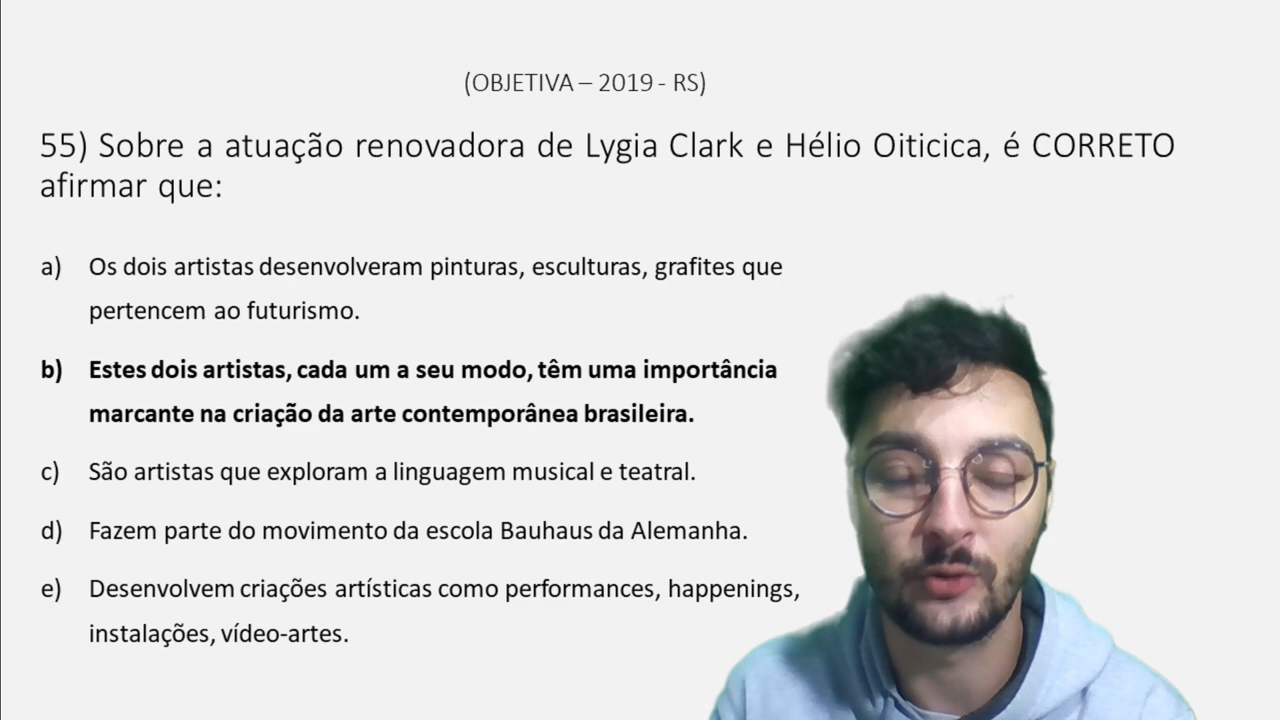 (OBJETIVA – 2019 - RS)
55) Sobre a atuação renovadora de Lygia Clark e Hélio Oiticica, é CORRETO
afirmar que:
a) Os dois artistas desenvolveram pinturas, esculturas, grafites que
pertencem ao futurismo.
b) Estes dois artistas, cada um a seu modo, têm uma importância
marcante na criação da arte contemporânea brasileira.
c) São artistas que exploram a linguagem musical e teatral.
d) Fazem parte do movimento da escola Bauhaus da Alemanha.
e) Desenvolvem criações artísticas como performances, happenings,
instalações, vídeo-artes.